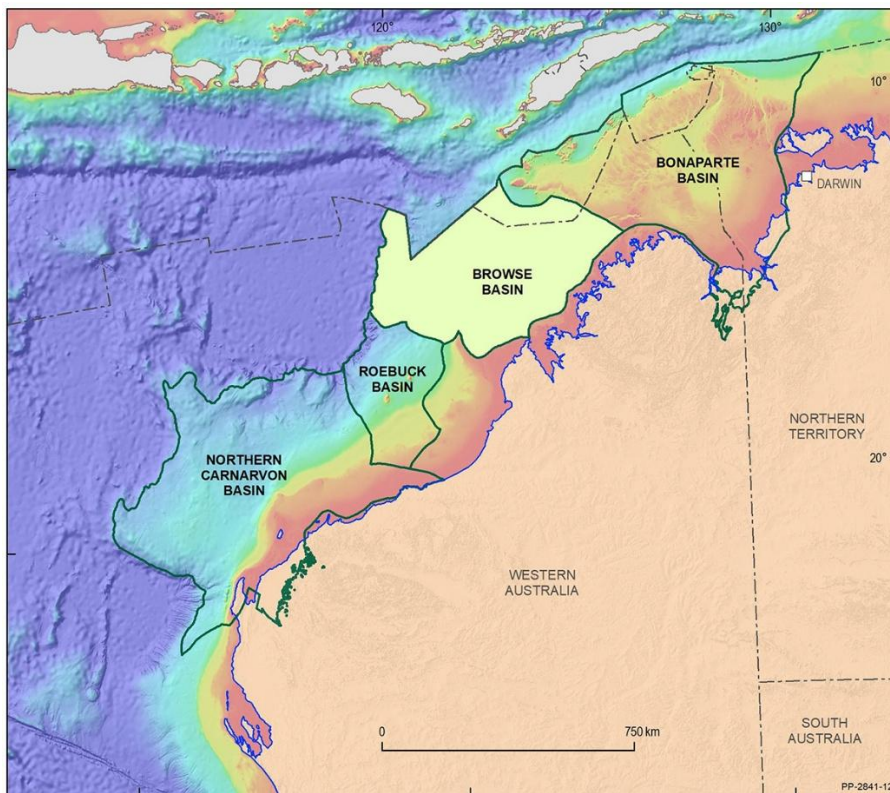 120°
130°
10°
BONAPARTE
BASIN
DARWIN
BROWSE
BASIN
ROEBUCK
BASIN
NORTHERN
TERRITORY
NORTHERN
CARNARVON
BASIN
20°
WESTERN
AUSTRALIA
0
750 km
SOUTH
AUSTRALIA